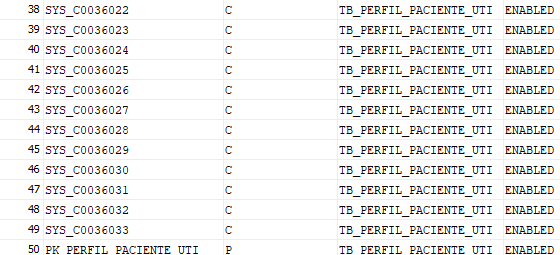 38 SYS_C0036022 C TB_PERFIL_PACIENTE_UTI ENABLED
39 SYS_C0036023 C TB_PERFIL_PACIENTE_UTI ENABLED
40 SYS_C0036024 C TB_PERFIL_PACIENTE_UTI ENABLED
41 SYS_C0036025 C TB_PERFIL_PACIENTE_UTI ENABLED
42 SYS_C0036026 C TB_PERFIL_PACIENTE_UTI ENABLED
43 SYS_C0036027 C TB_PERFIL_PACIENTE_UTI ENABLED
44 SYS_C0036028 C TB_PERFIL_PACIENTE_UTI ENABLED
45 SYS_C0036029 C TB_PERFIL_PACIENTE_UTI ENABLED
46 SYS_C0036030 C TB_PERFIL_PACIENTE_UTI ENABLED
47 SYS_C0036031 C TB_PERFIL_PACIENTE_UTI ENABLED
48 SYS_C0036032 C TB_PERFIL_PACIENTE_UTI ENABLED
49 SYS_C0036033 C TB_PERFIL_PACIENTE_UTI ENABLED
50 PK_PERFIL_PACIENTE_UTI P TB_PERFIL_PACIENTE_UTI ENABLED